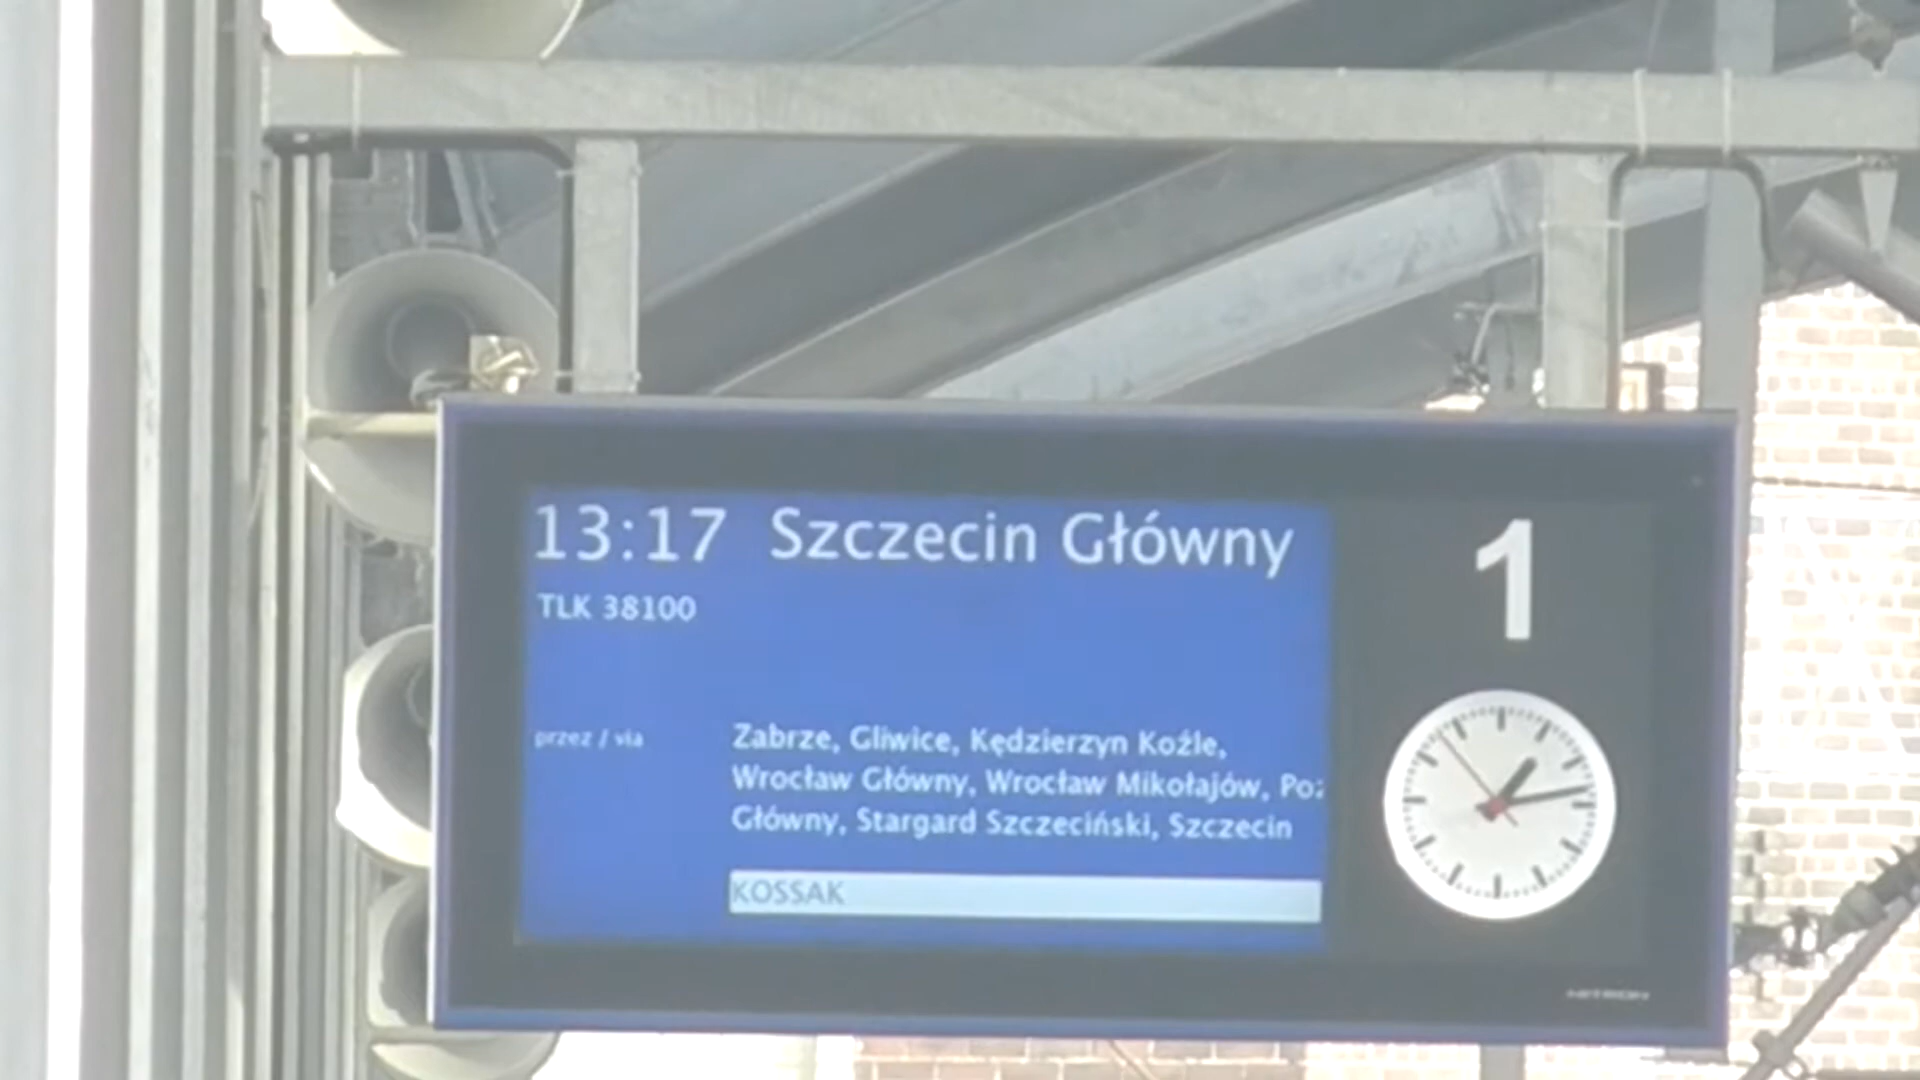 13:17 Szczecin Główny
1
TLK 38100
przez / via
Zabrze, Gliwice, Kędzierzyn Koźle,
Wrocław Główny, Wrocław Mikołajów, Poz
Główny, Stargard Szczeciński, Szczecin
KOSSAK